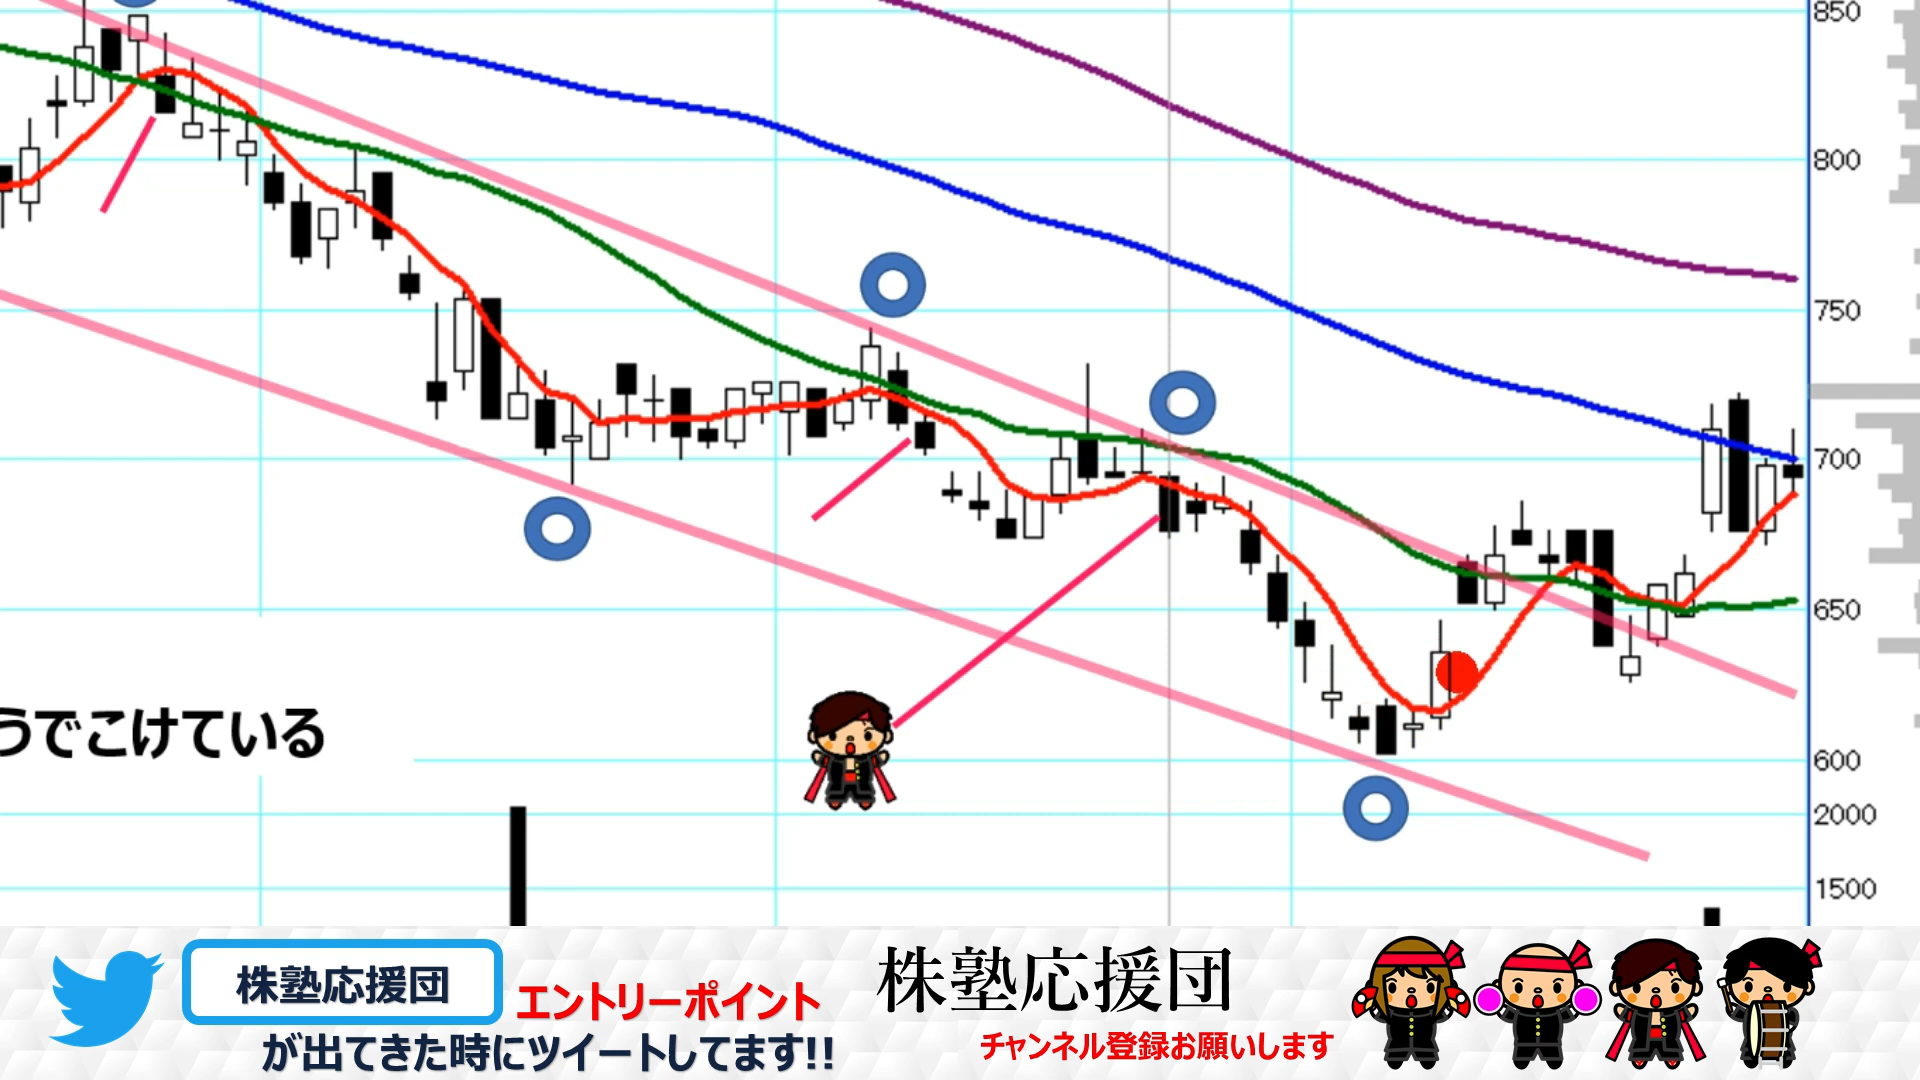 850
800
750
700
650
うでこけている
600
2000
1500
株塾応援団
エントリーポイント
が出てきた時にツイートしてます!!
株塾応援団
チャンネル登録お願いします